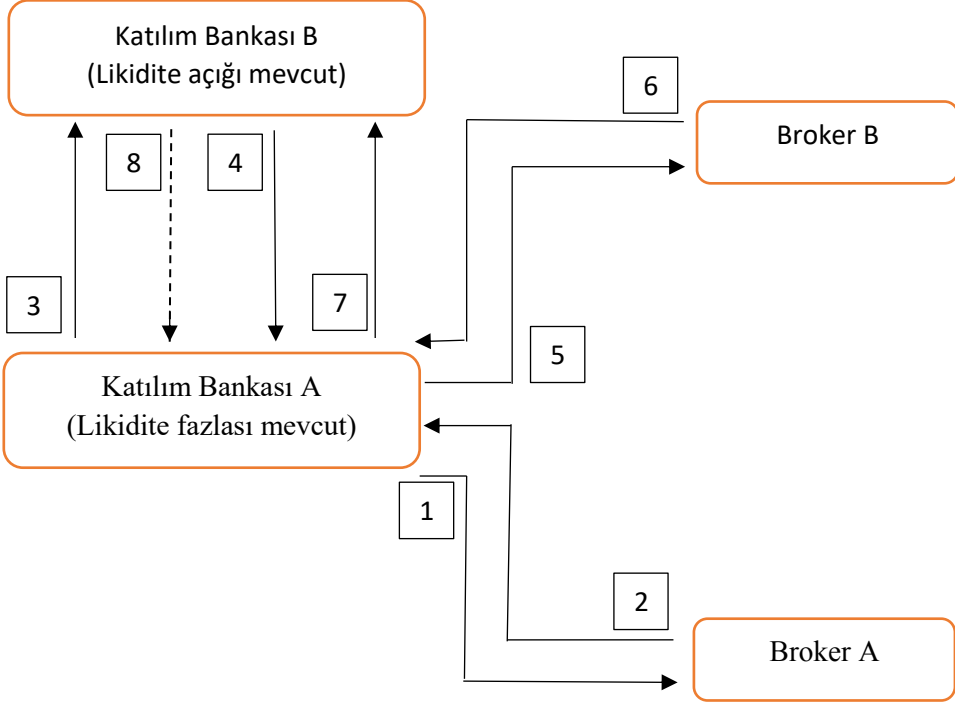 Katılım Bankası B
(Likidite açığı mevcut)
6
Broker B
8
4
3
7
5
Katılım Bankası A
(Likidite fazlası mevcut)
1
2
Broker A